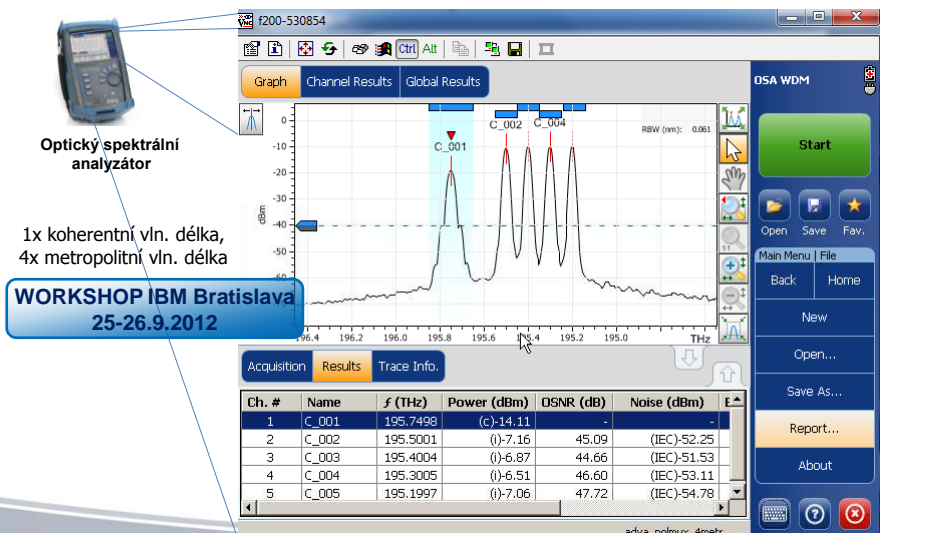 f200-530854
Ctrl Alt
Graph Channel Results Global Results
OSA WDM
0
-10
-20
-30
-40
-50
-60
dBm
C_001
C_002
C_004
RBW (nm): 0.061
196.4 196.2 196.0 195.8 195.6 195.4 195.2 195.0 THz
Optický spektrální
analyzátor
1x koherentní vln. délka,
4x metropolitní vln. délka
WORKSHOP IBM Bratislava
25-26.9.2012
Start
Open Save Fav.
Main Menu | File
Back Home
New
Open...
Save As...
Report...
About
1:1
Acquisition Results Trace Info.
Ch. # Name f (THz) Power (dBm) OSNR (dB) Noise (dBm)
1 C_001 195.7498 (c)-14.11 - -
2 C_002 195.5001 (i)-7.16 45.09 (IEC)-52.25
3 C_003 195.4004 (i)-6.87 44.66 (IEC)-51.53
4 C_004 195.3005 (i)-6.51 46.60 (IEC)-53.11
5 C_005 195.1997 (i)-7.06 47.72 (IEC)-54.78